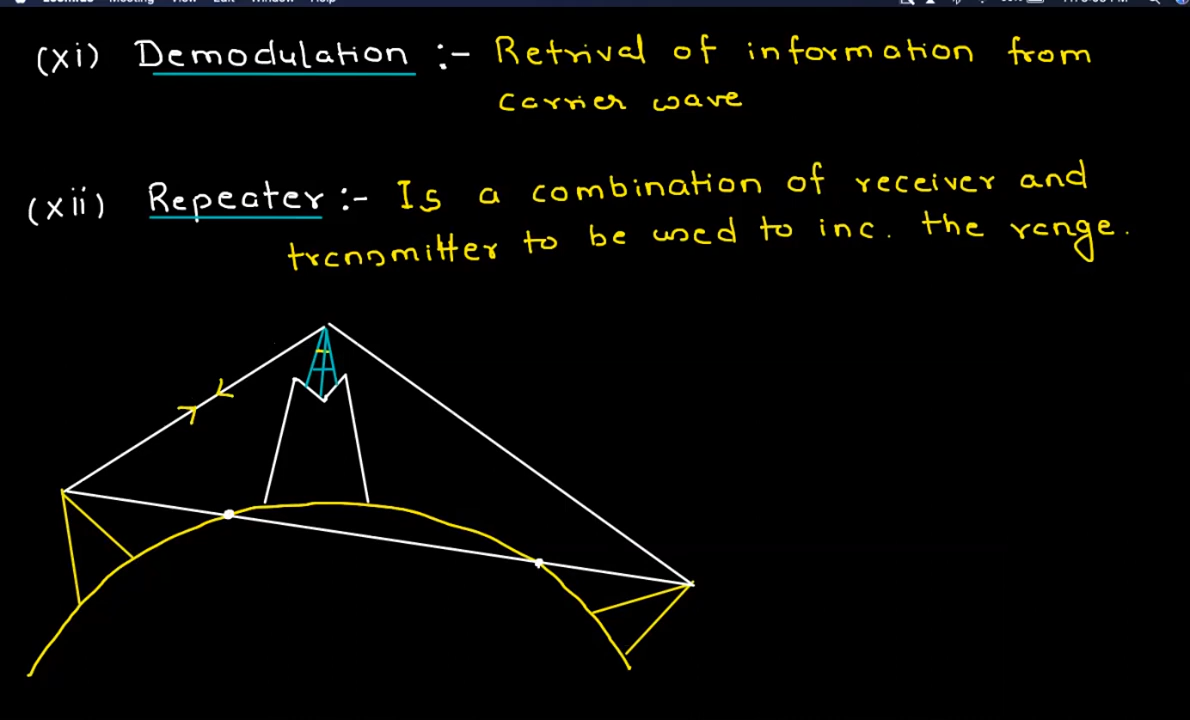 (xi) Demodulation :- Retrival of information from
carrier wave
(xii) Repeater :- Is a combination of receiver and
transmitter to be used to inc. the range.